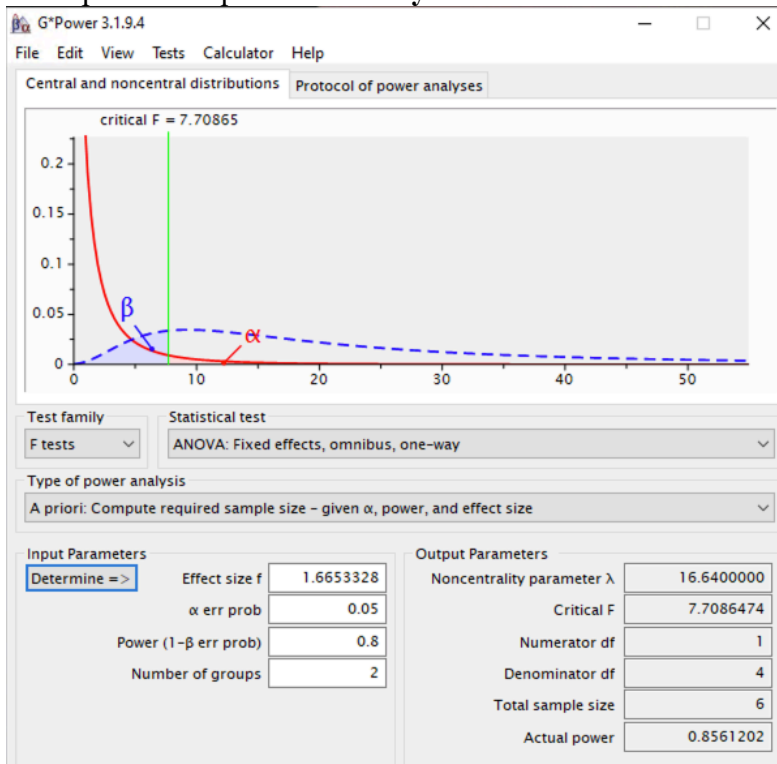 G*Power 3.1.9.4
File Edit View Tests Calculator Help
Central and noncentral distributions Protocol of power analyses
critical F = 7.70865
0.2
0.15
0.1
0.05
0
β
α
0 10 20 30 40 50
Test family Statistical test
F tests ANOVA: Fixed effects, omnibus, one-way
Type of power analysis
A priori: Compute required sample size - given α, power, and effect size
Input Parameters Output Parameters
Determine => Effect size f 1.6653328 Noncentrality parameter λ 16.6400000
α err prob 0.05 Critical F 7.7086474
Power (1-β err prob) 0.8 Numerator df 1
Number of groups 2 Denominator df 4
Total sample size 6
Actual power 0.8561202